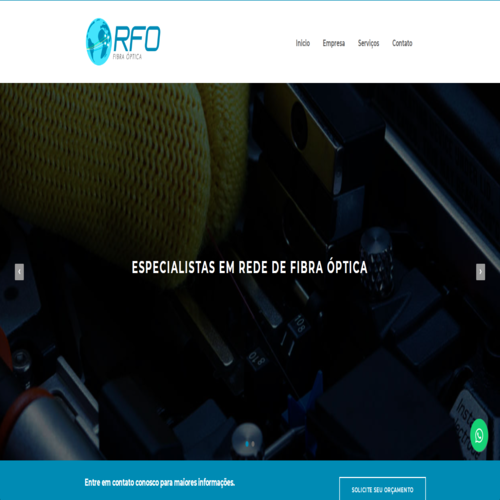 RFO
FIBRA ÓPTICA
Início
Empresa
Serviços
Contato
ESPECIALISTAS EM REDE DE FIBRA ÓPTICA
10g
Entre em contato conosco para maiores informações.
SOLICITE SEU ORÇAMENTO